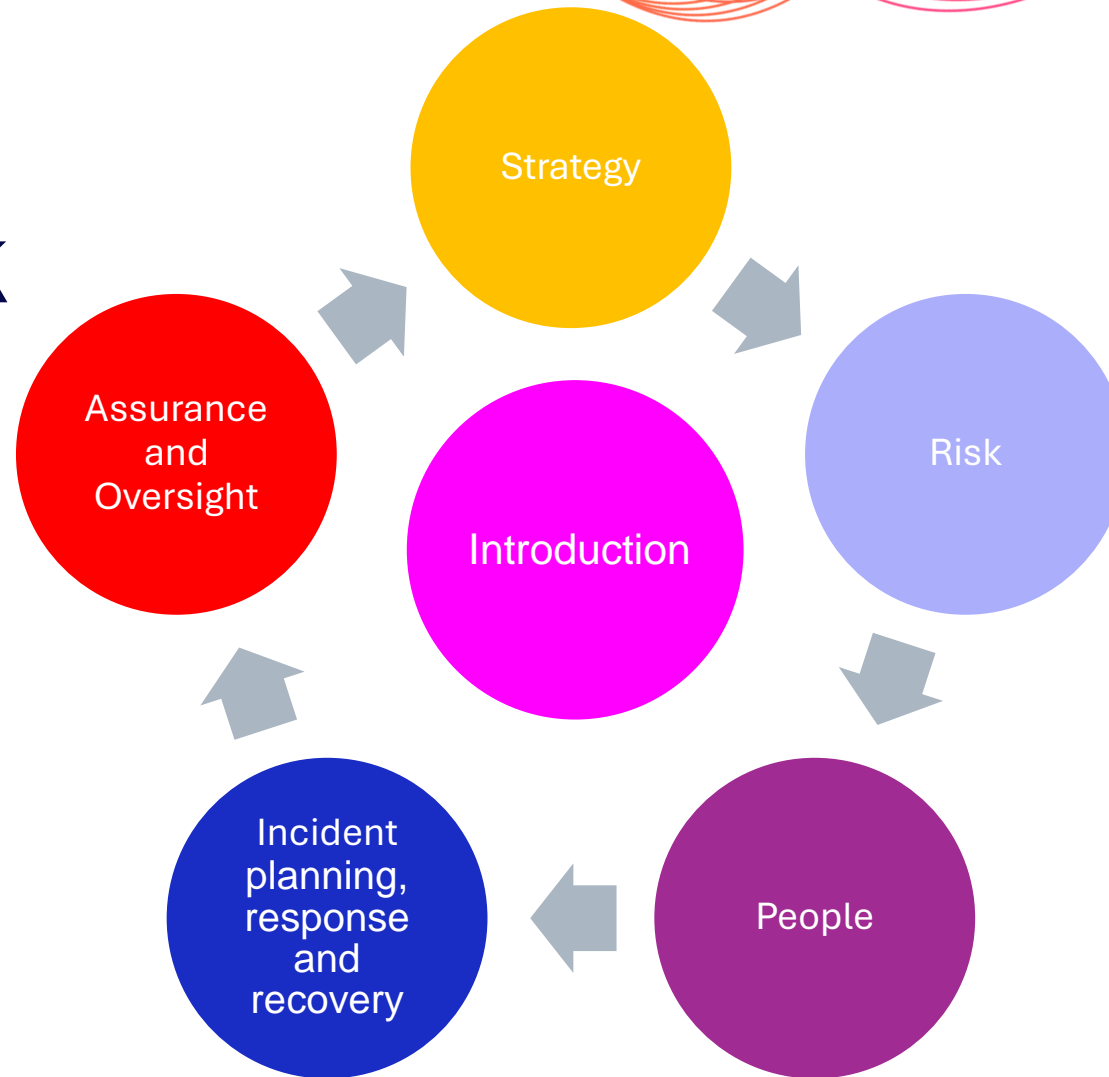 Strategy
Assurance
and
Oversight
Risk
Introduction
Incident
planning,
response
and
recovery
People